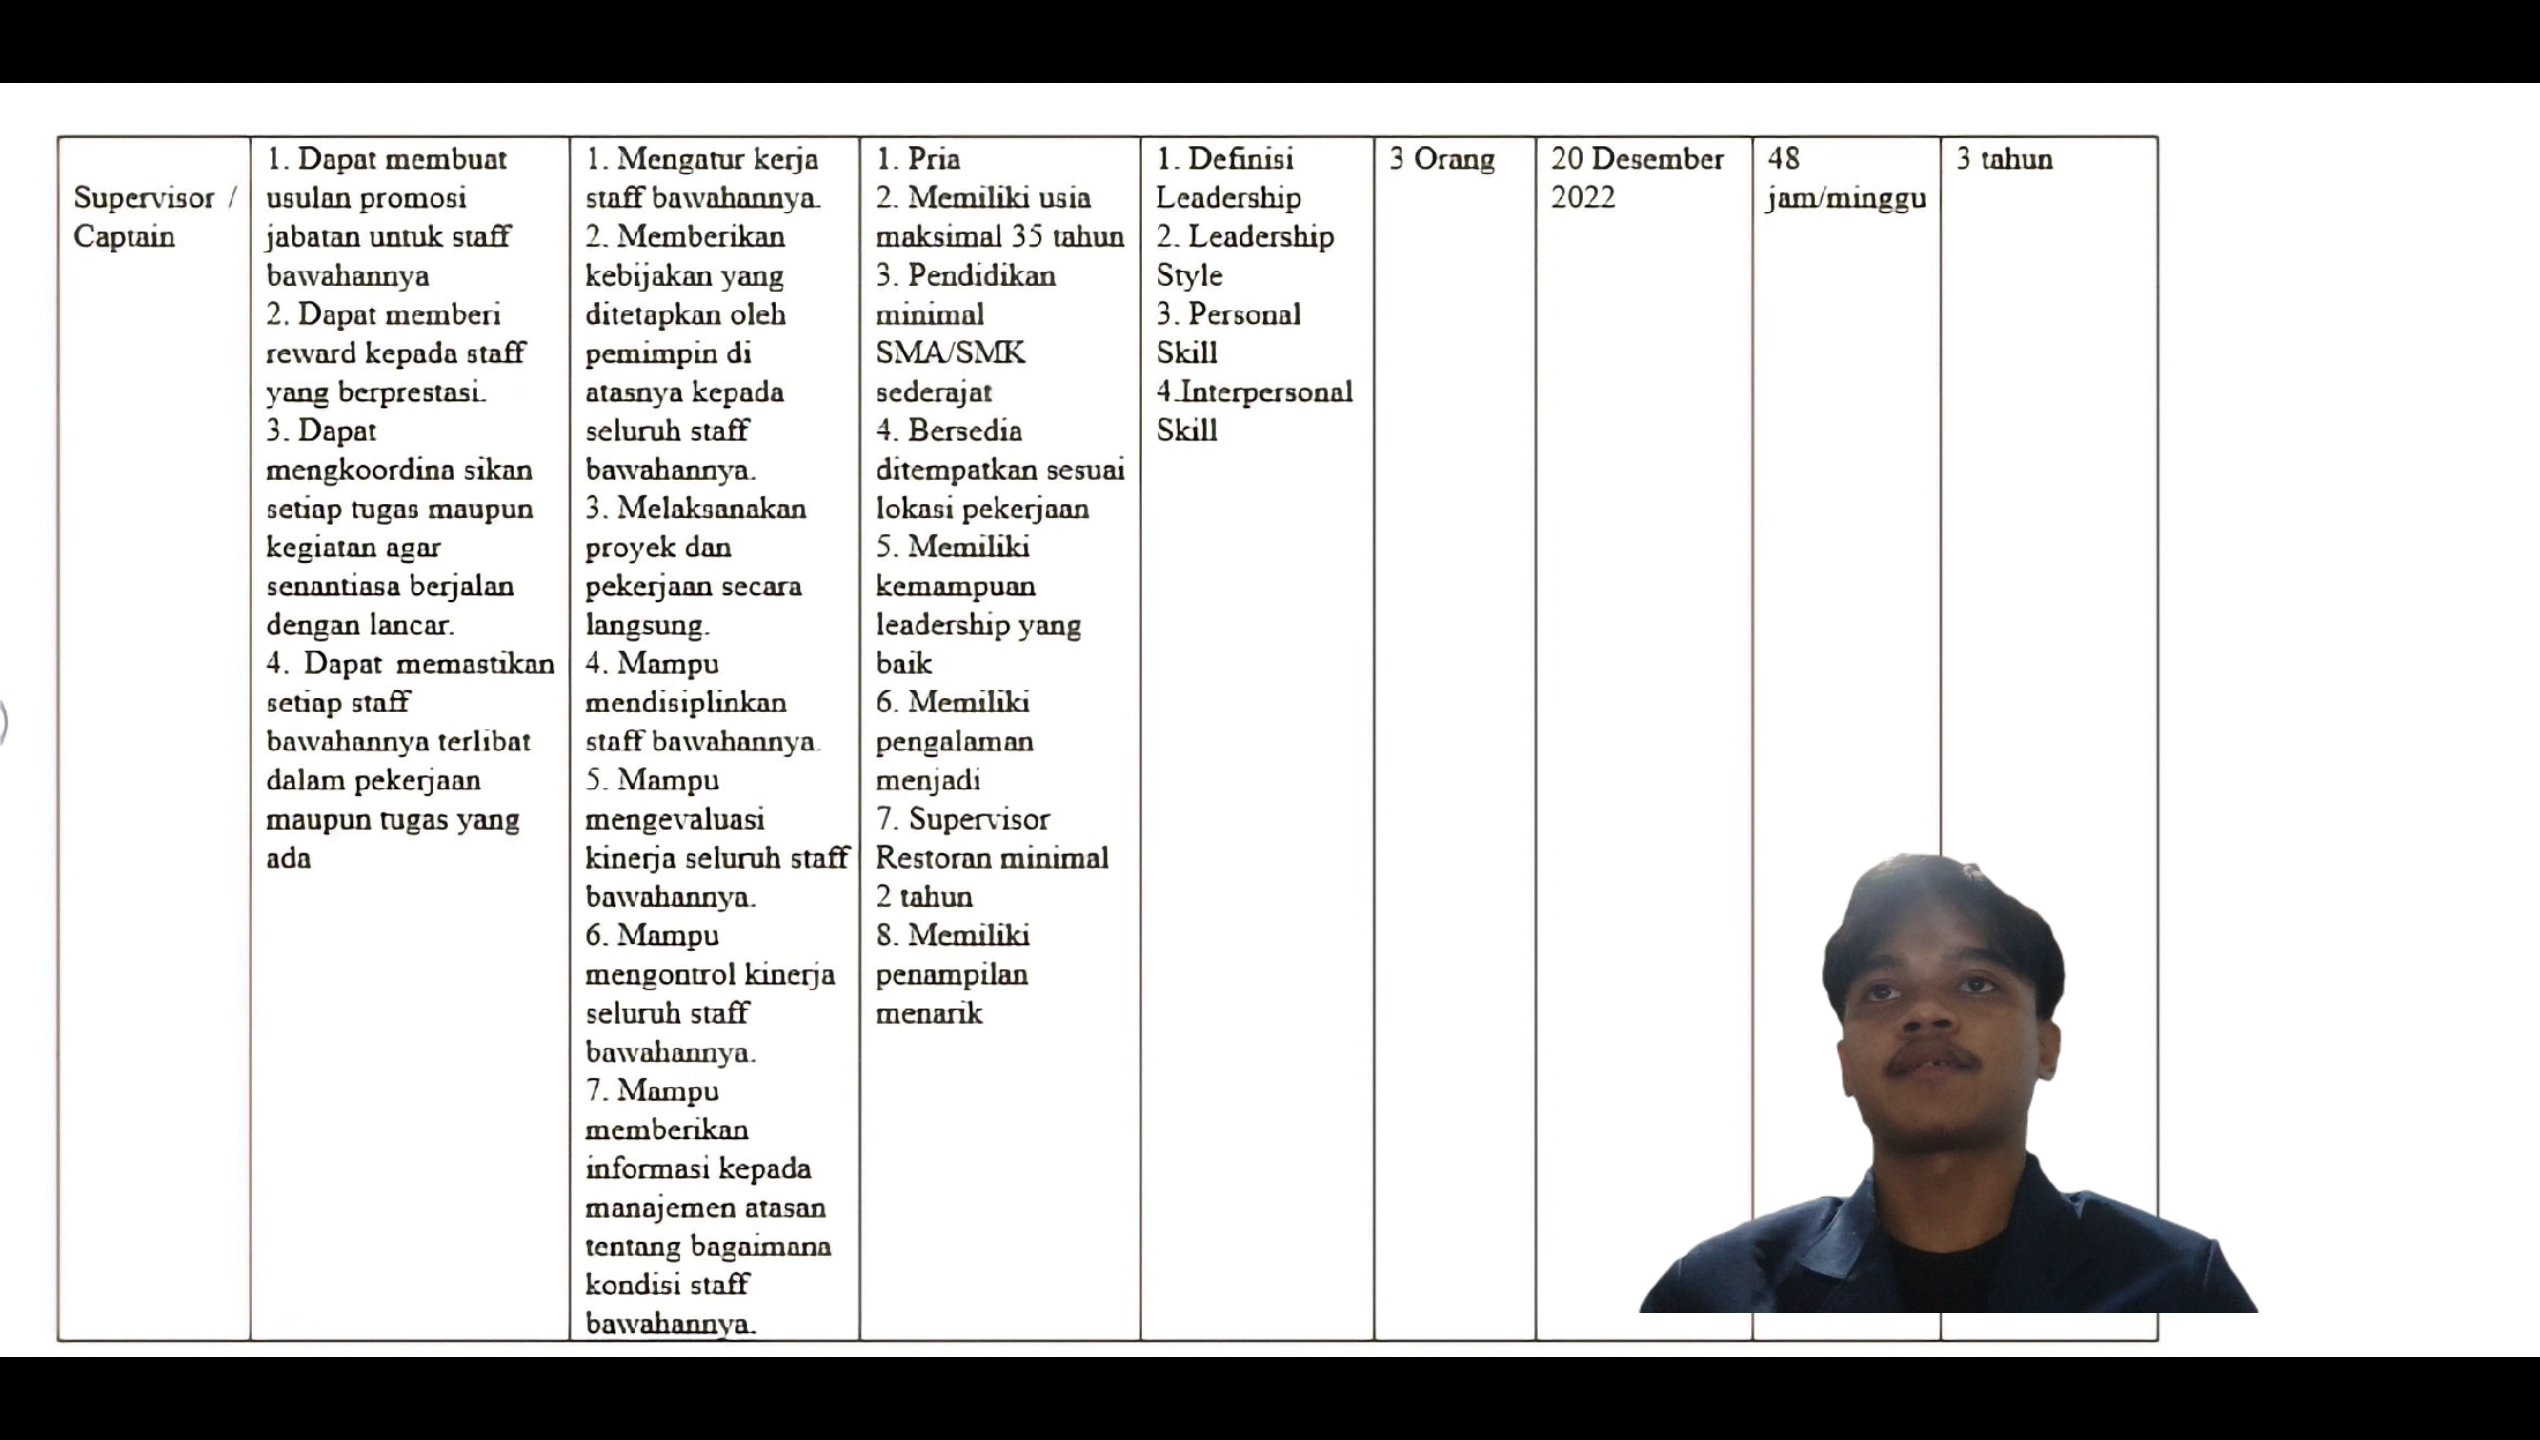 Supervisor /
Captain
1. Dapat membuat
usulan promosi
jabatan untuk staff
bawahannya
2. Dapat memberi
reward kepada staff
yang berprestasi.
3. Dapat
mengkoordina sikan
setiap tugas maupun
kegiatan agar
senantiasa berjalan
dengan lancar.
4. Dapat memastikan
setiap staff
bawahannya terlibat
dalam pekerjaan
maupun tugas yang
ada
1. Mengatur kerja
staff bawahannya.
2. Memberikan
kebijakan yang
ditetapkan oleh
pemimpin di
atasnya kepada
seluruh staff
bawahannya.
3. Melaksanakan
proyek dan
pekerjaan secara
langsung.
4. Mampu
mendisiplinkan
staff bawahannya.
5. Mampu
mengevaluasi
kinerja seluruh staff
bawahannya.
6. Mampu
mengontrol kinerja
seluruh staff
bawahannya.
7. Mampu
memberikan
informasi kepada
manajemen atasan
tentang bagaimana
kondisi staff
bawahannya.
1. Pria
2. Memiliki usia
maksimal 35 tahun
3. Pendidikan
minimal
SMA/SMK
sederajat
4. Bersedia
ditempatkan sesuai
lokasi pekerjaan
5. Memiliki
kemampuan
leadership yang
baik
6. Memiliki
pengalaman
menjadi
7. Supervisor
Restoran minimal
2 tahun
8. Memiliki
penampilan
menarik
1. Definisi
Leadership
2. Leadership
Style
3. Personal
Skill
4.Interpersonal
Skill
3 Orang
20 Desember
2022
48
jam/minggu
3 tahun